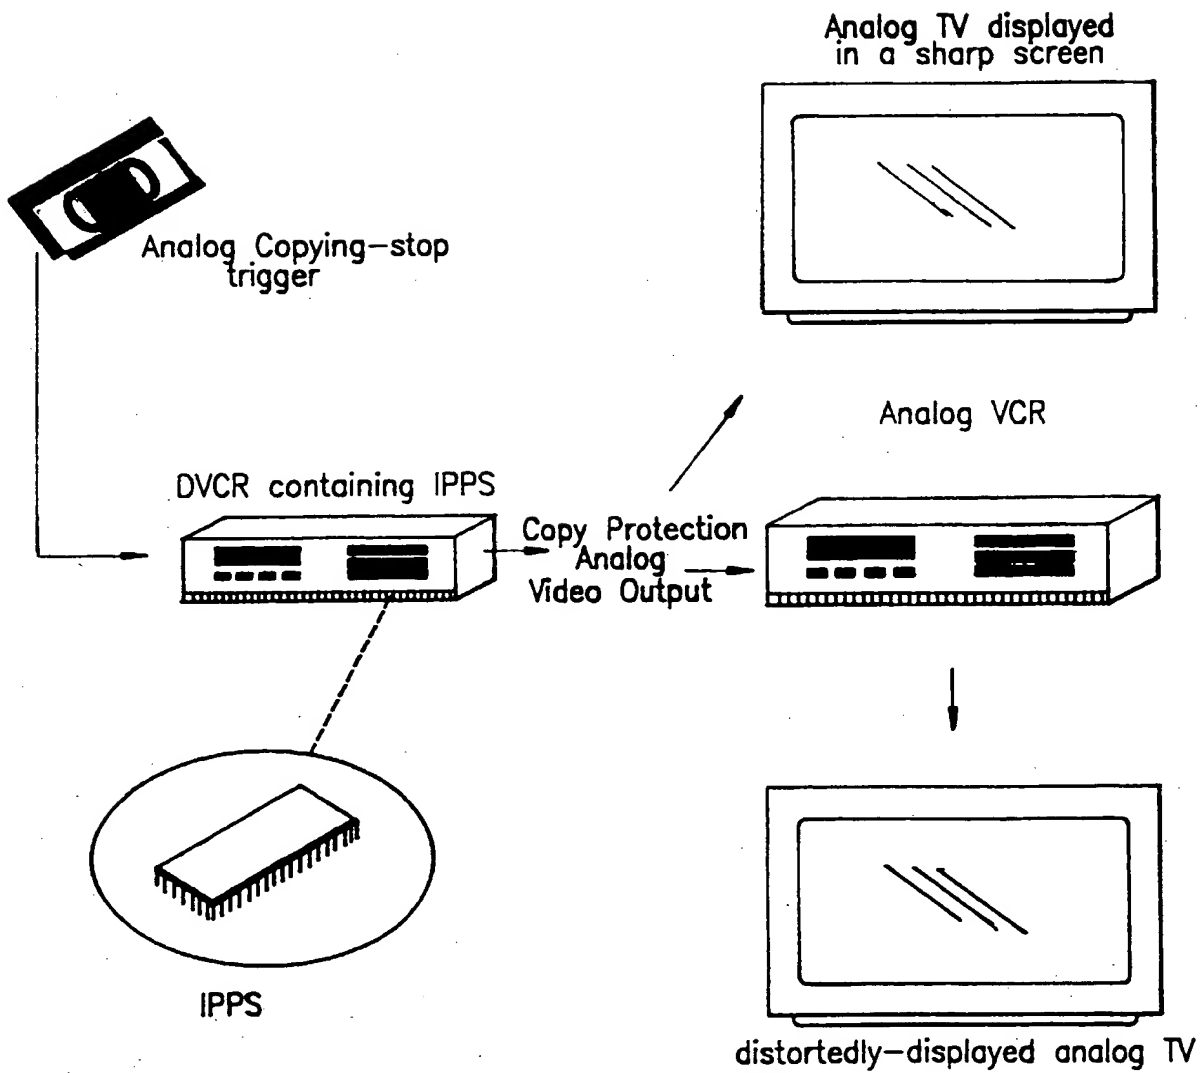 Analog TV displayed
in a sharp screen
Analog Copying-stop
trigger
Analog VCR
DVCR containing IPPS
Copy Protection
Analog
Video Output
IPPS
distortedly-displayed analog TV